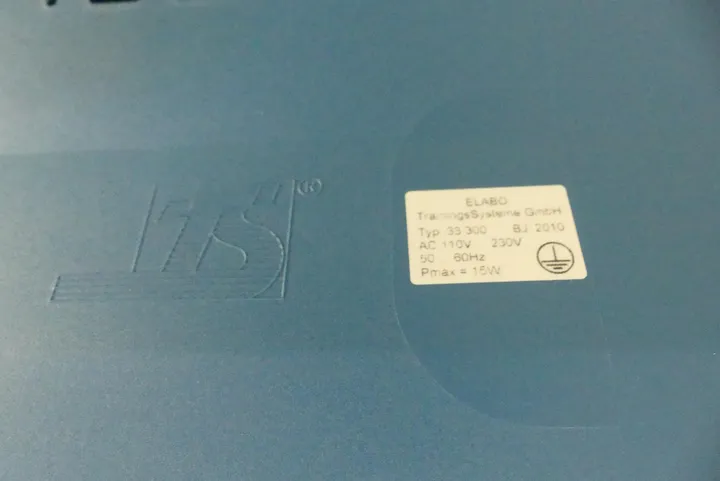 ELABO
TrainingsSysteme GmbH
Typ 33 300 BJ. 2010
AC 110V 230V
50 60Hz
Pmax = 15W
®